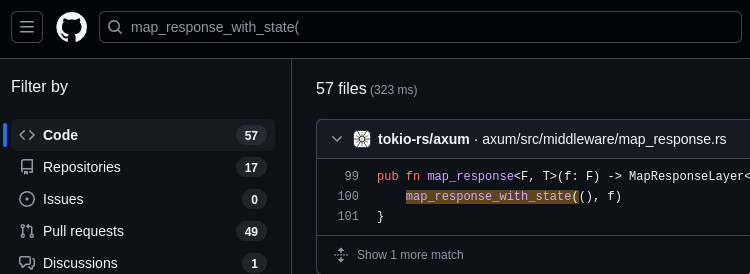 map_response_with_state(
Filter by
57 files (323 ms)
Code 57
tokio-rs/axum · axum/src/middleware/map_response.rs
Repositories 17
99 pub fn map_response<F, T>(f: F) -> MapResponseLayer<
Issues 0
100 map_response_with_state((), f)
101 }
Pull requests 49
Show 1 more match
Discussions 1